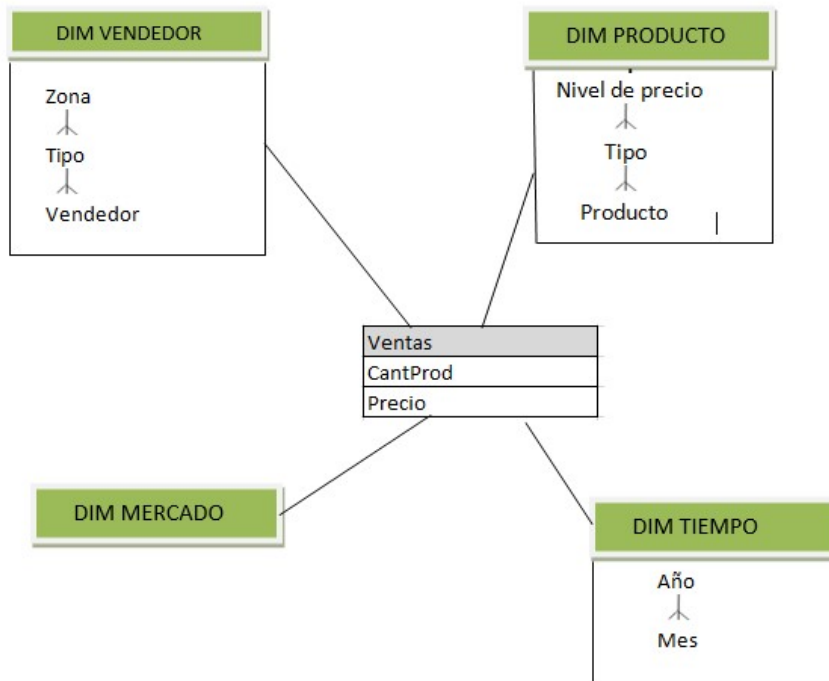 DIM VENDEDOR
Zona
Tipo
Vendedor
DIM PRODUCTO
Nivel de precio
Tipo
Producto
Ventas
CantProd
Precio
DIM MERCADO
DIM TIEMPO
Año
Mes